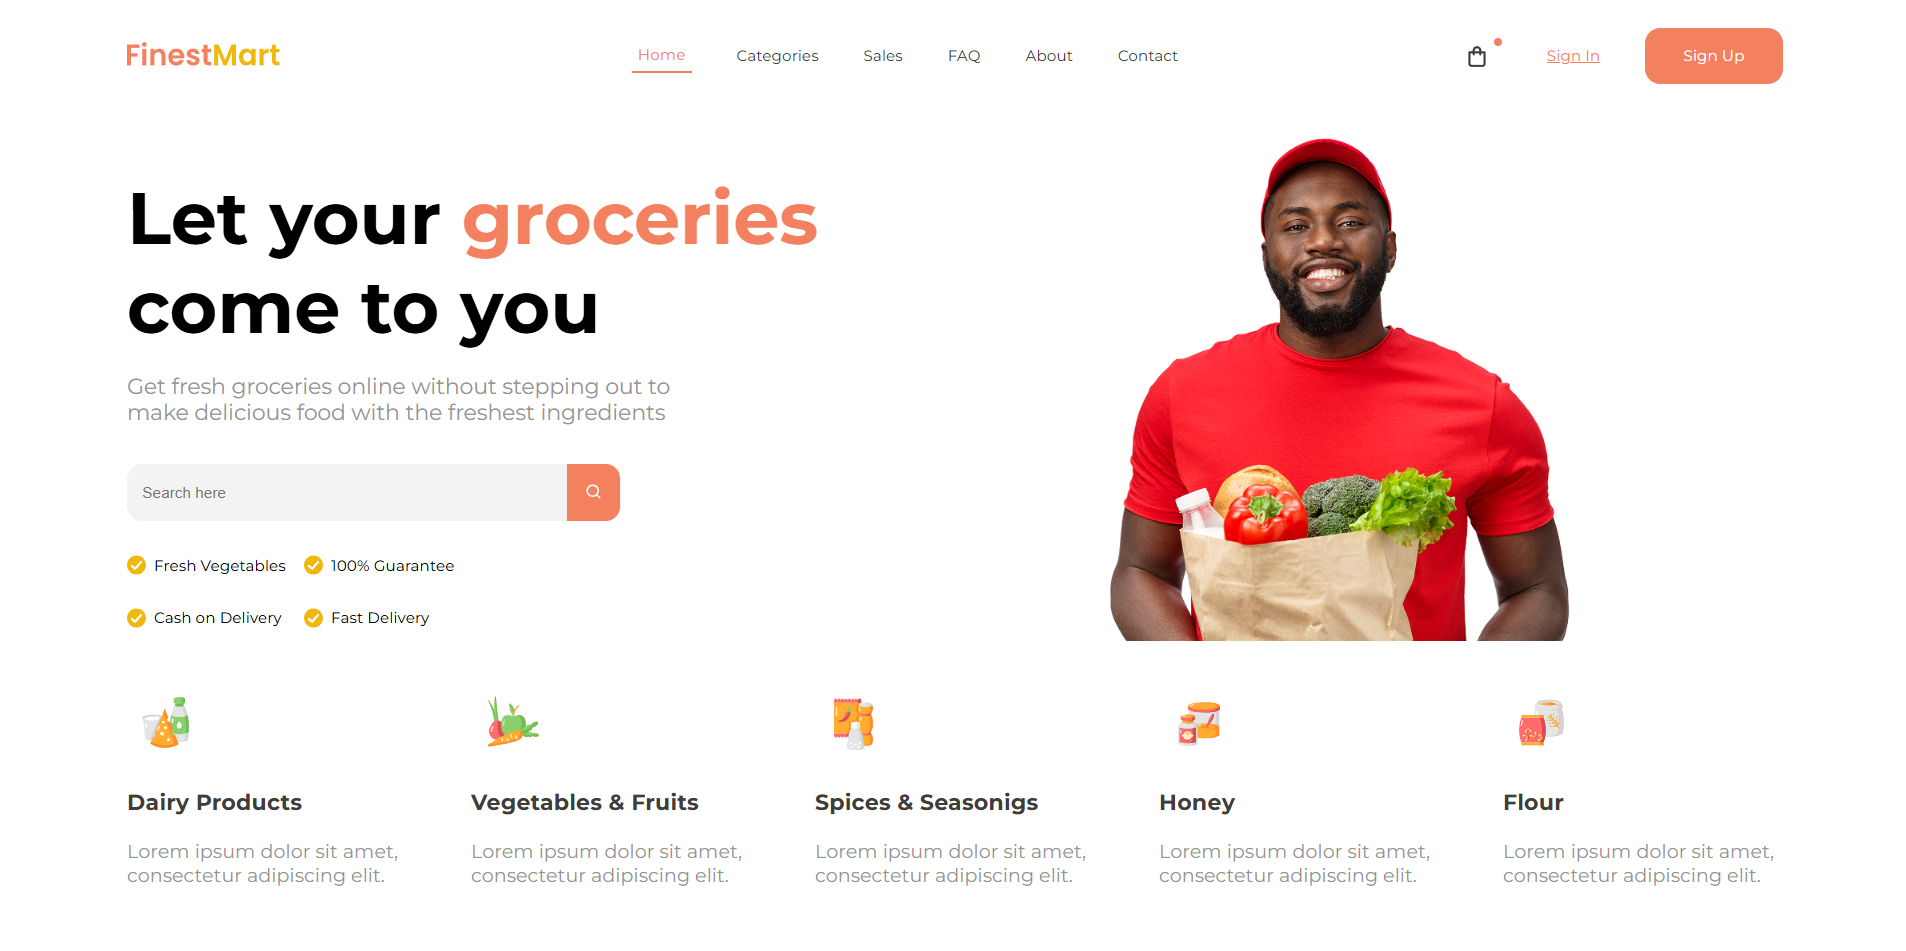 FinestMart
Home Categories Sales FAQ About Contact
Sign In
Sign Up
Let your groceries
come to you
Get fresh groceries online without stepping out to
make delicious food with the freshest ingredients
Search here
Fresh Vegetables
100% Guarantee
Cash on Delivery
Fast Delivery
Dairy Products
Lorem ipsum dolor sit amet,
consectetur adipiscing elit.
Vegetables & Fruits
Lorem ipsum dolor sit amet,
consectetur adipiscing elit.
Spices & Seasonigs
Lorem ipsum dolor sit amet,
consectetur adipiscing elit.
Honey
Lorem ipsum dolor sit amet,
consectetur adipiscing elit.
Flour
Lorem ipsum dolor sit amet,
consectetur adipiscing elit.